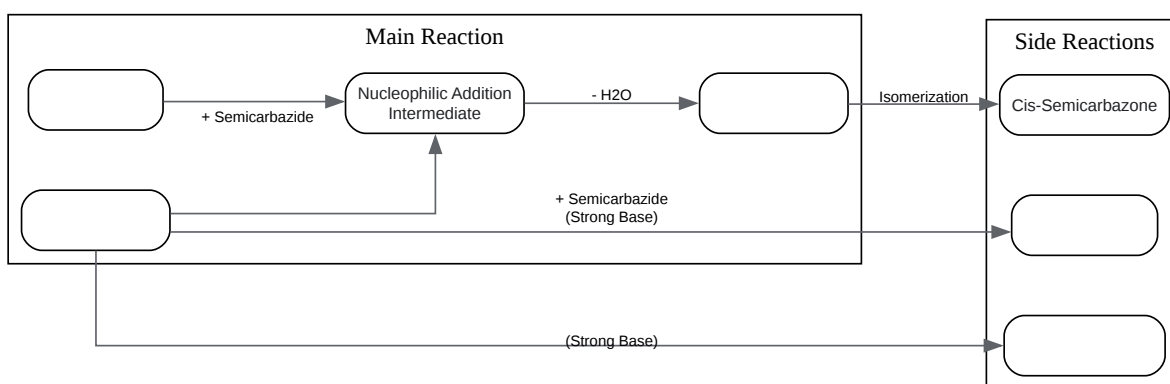 Main Reaction
Side Reactions
Nucleophilic Addition
Intermediate
- H2O
Isomerization
Cis-Semicarbazone
+ Semicarbazide
+ Semicarbazide
(Strong Base)
(Strong Base)